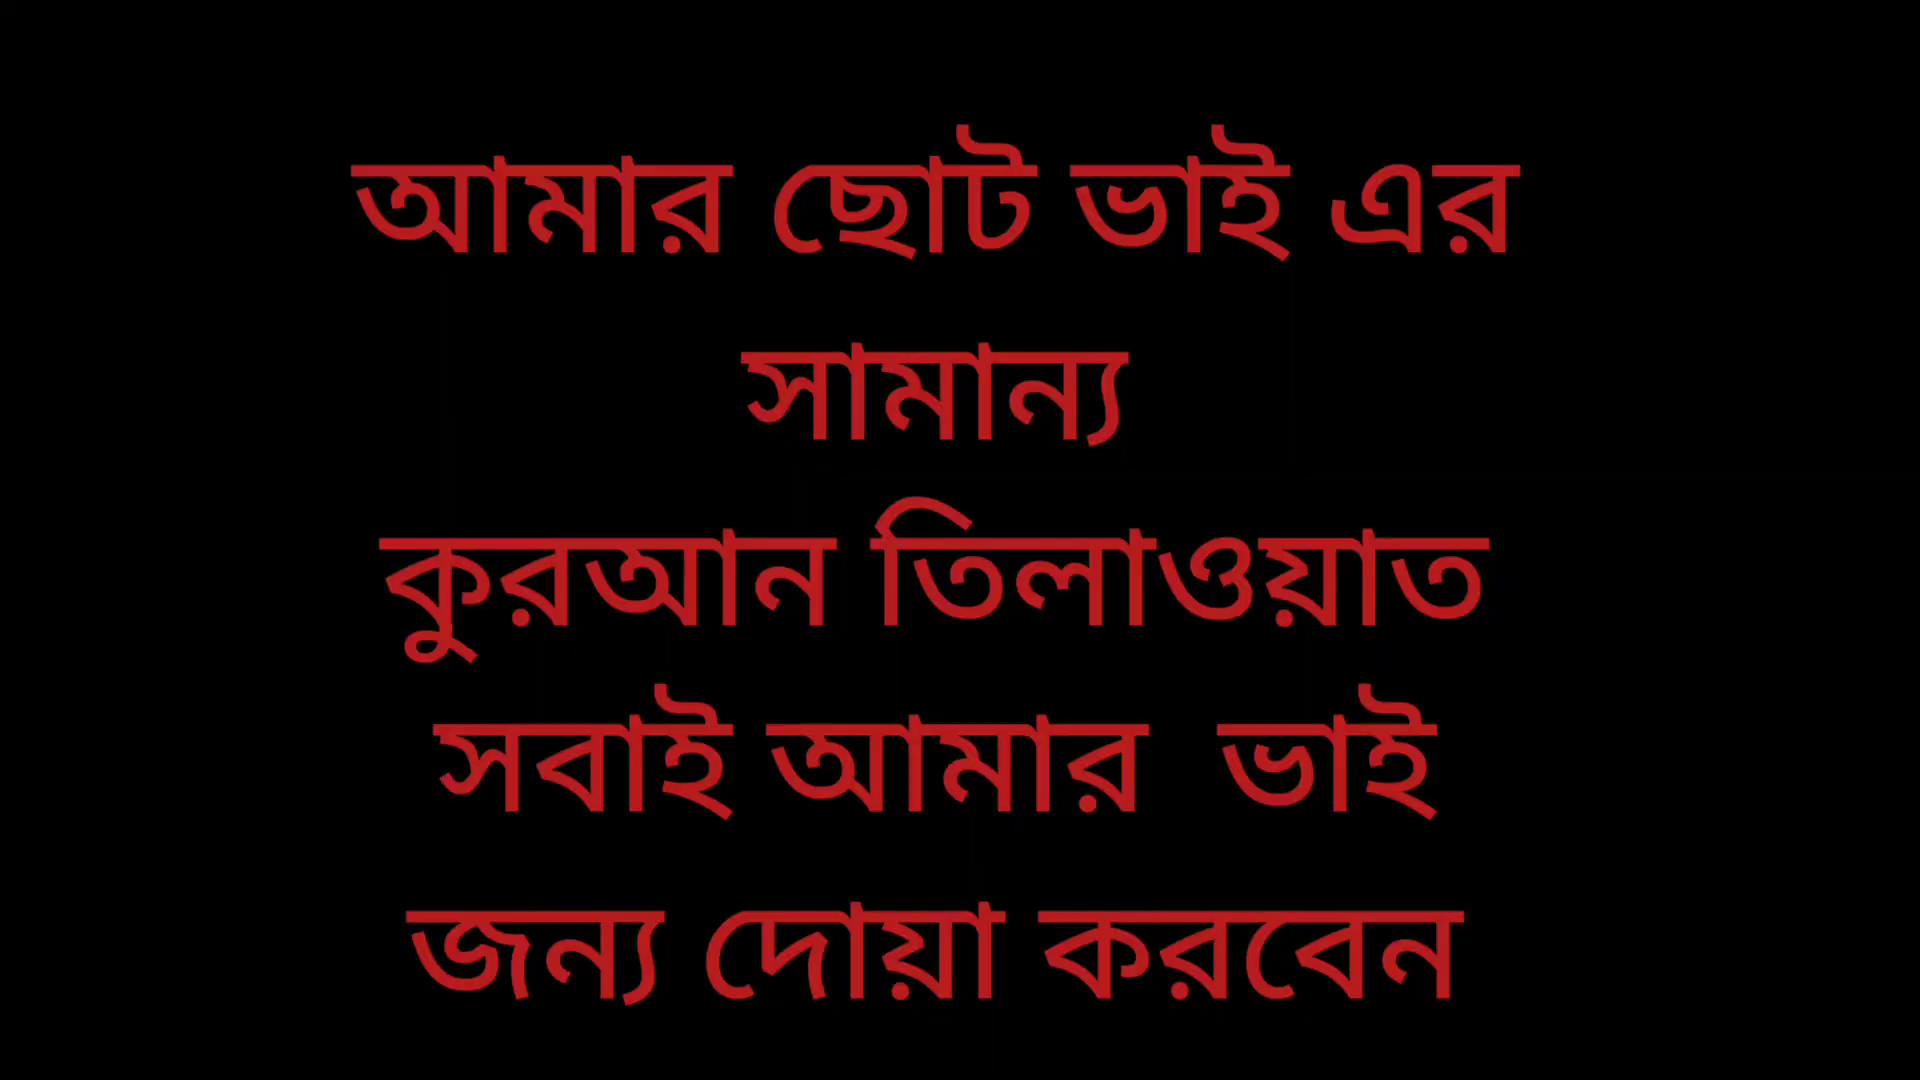 আমার ছোট ভাই এর
সামান্য
কুরআন তিলাওয়াত
সবাই আমার  ভাই
জন্য দোয়া করবেন